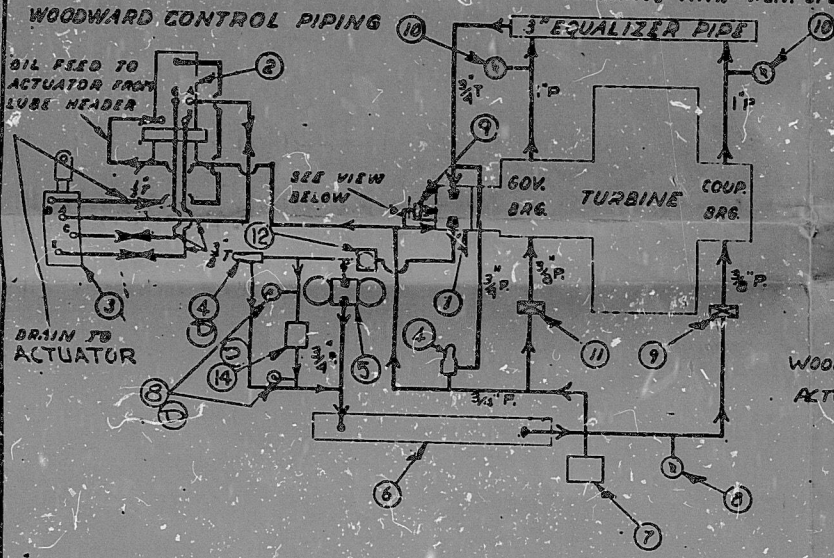 WOODWARD CONTROL PIPING
3" EQUALIZER PIPE
10
10
OIL FEED TO
ACTUATOR FROM
LUBE HEADER
2
3/4 T
1" P.
1" P.
9
SEE VIEW
BELOW
GOV.
BRG.
TURBINE
COUP.
BRG.
12
3
4
1
3/4" P.
3/8" P.
3/8" P.
DRAIN TO
ACTUATOR
14
3/4" P.
5
4
11
9
8
WOOD
ACT
6
7
8